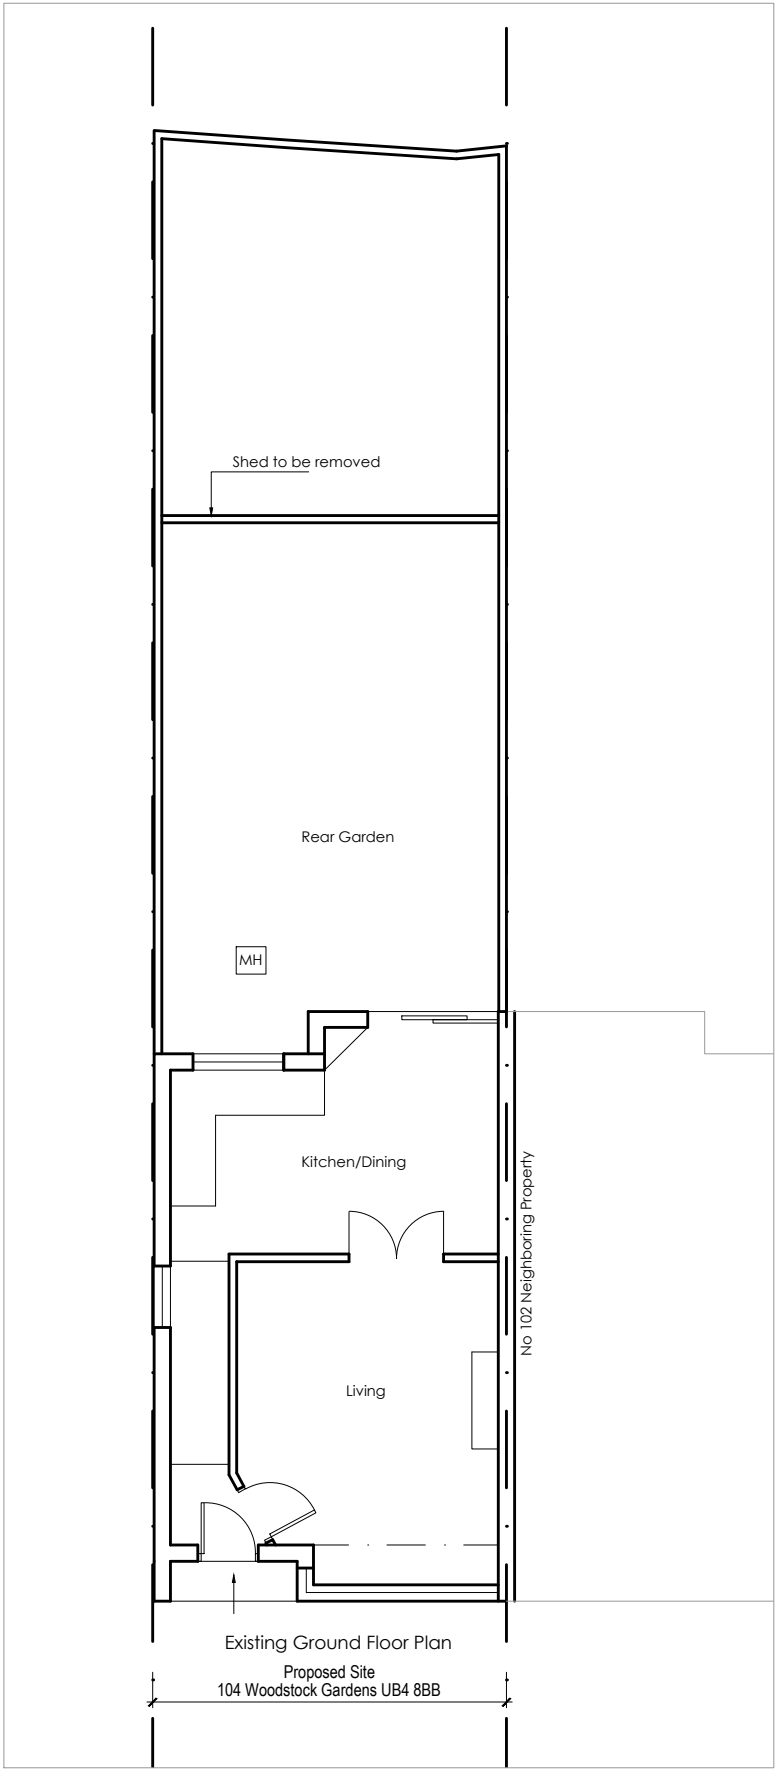 Shed to be removed
Rear Garden
MH
Kitchen/Dining
No 102 Neighboring Property
Living
Existing Ground Floor Plan
Proposed Site
104 Woodstock Gardens UB4 8BB